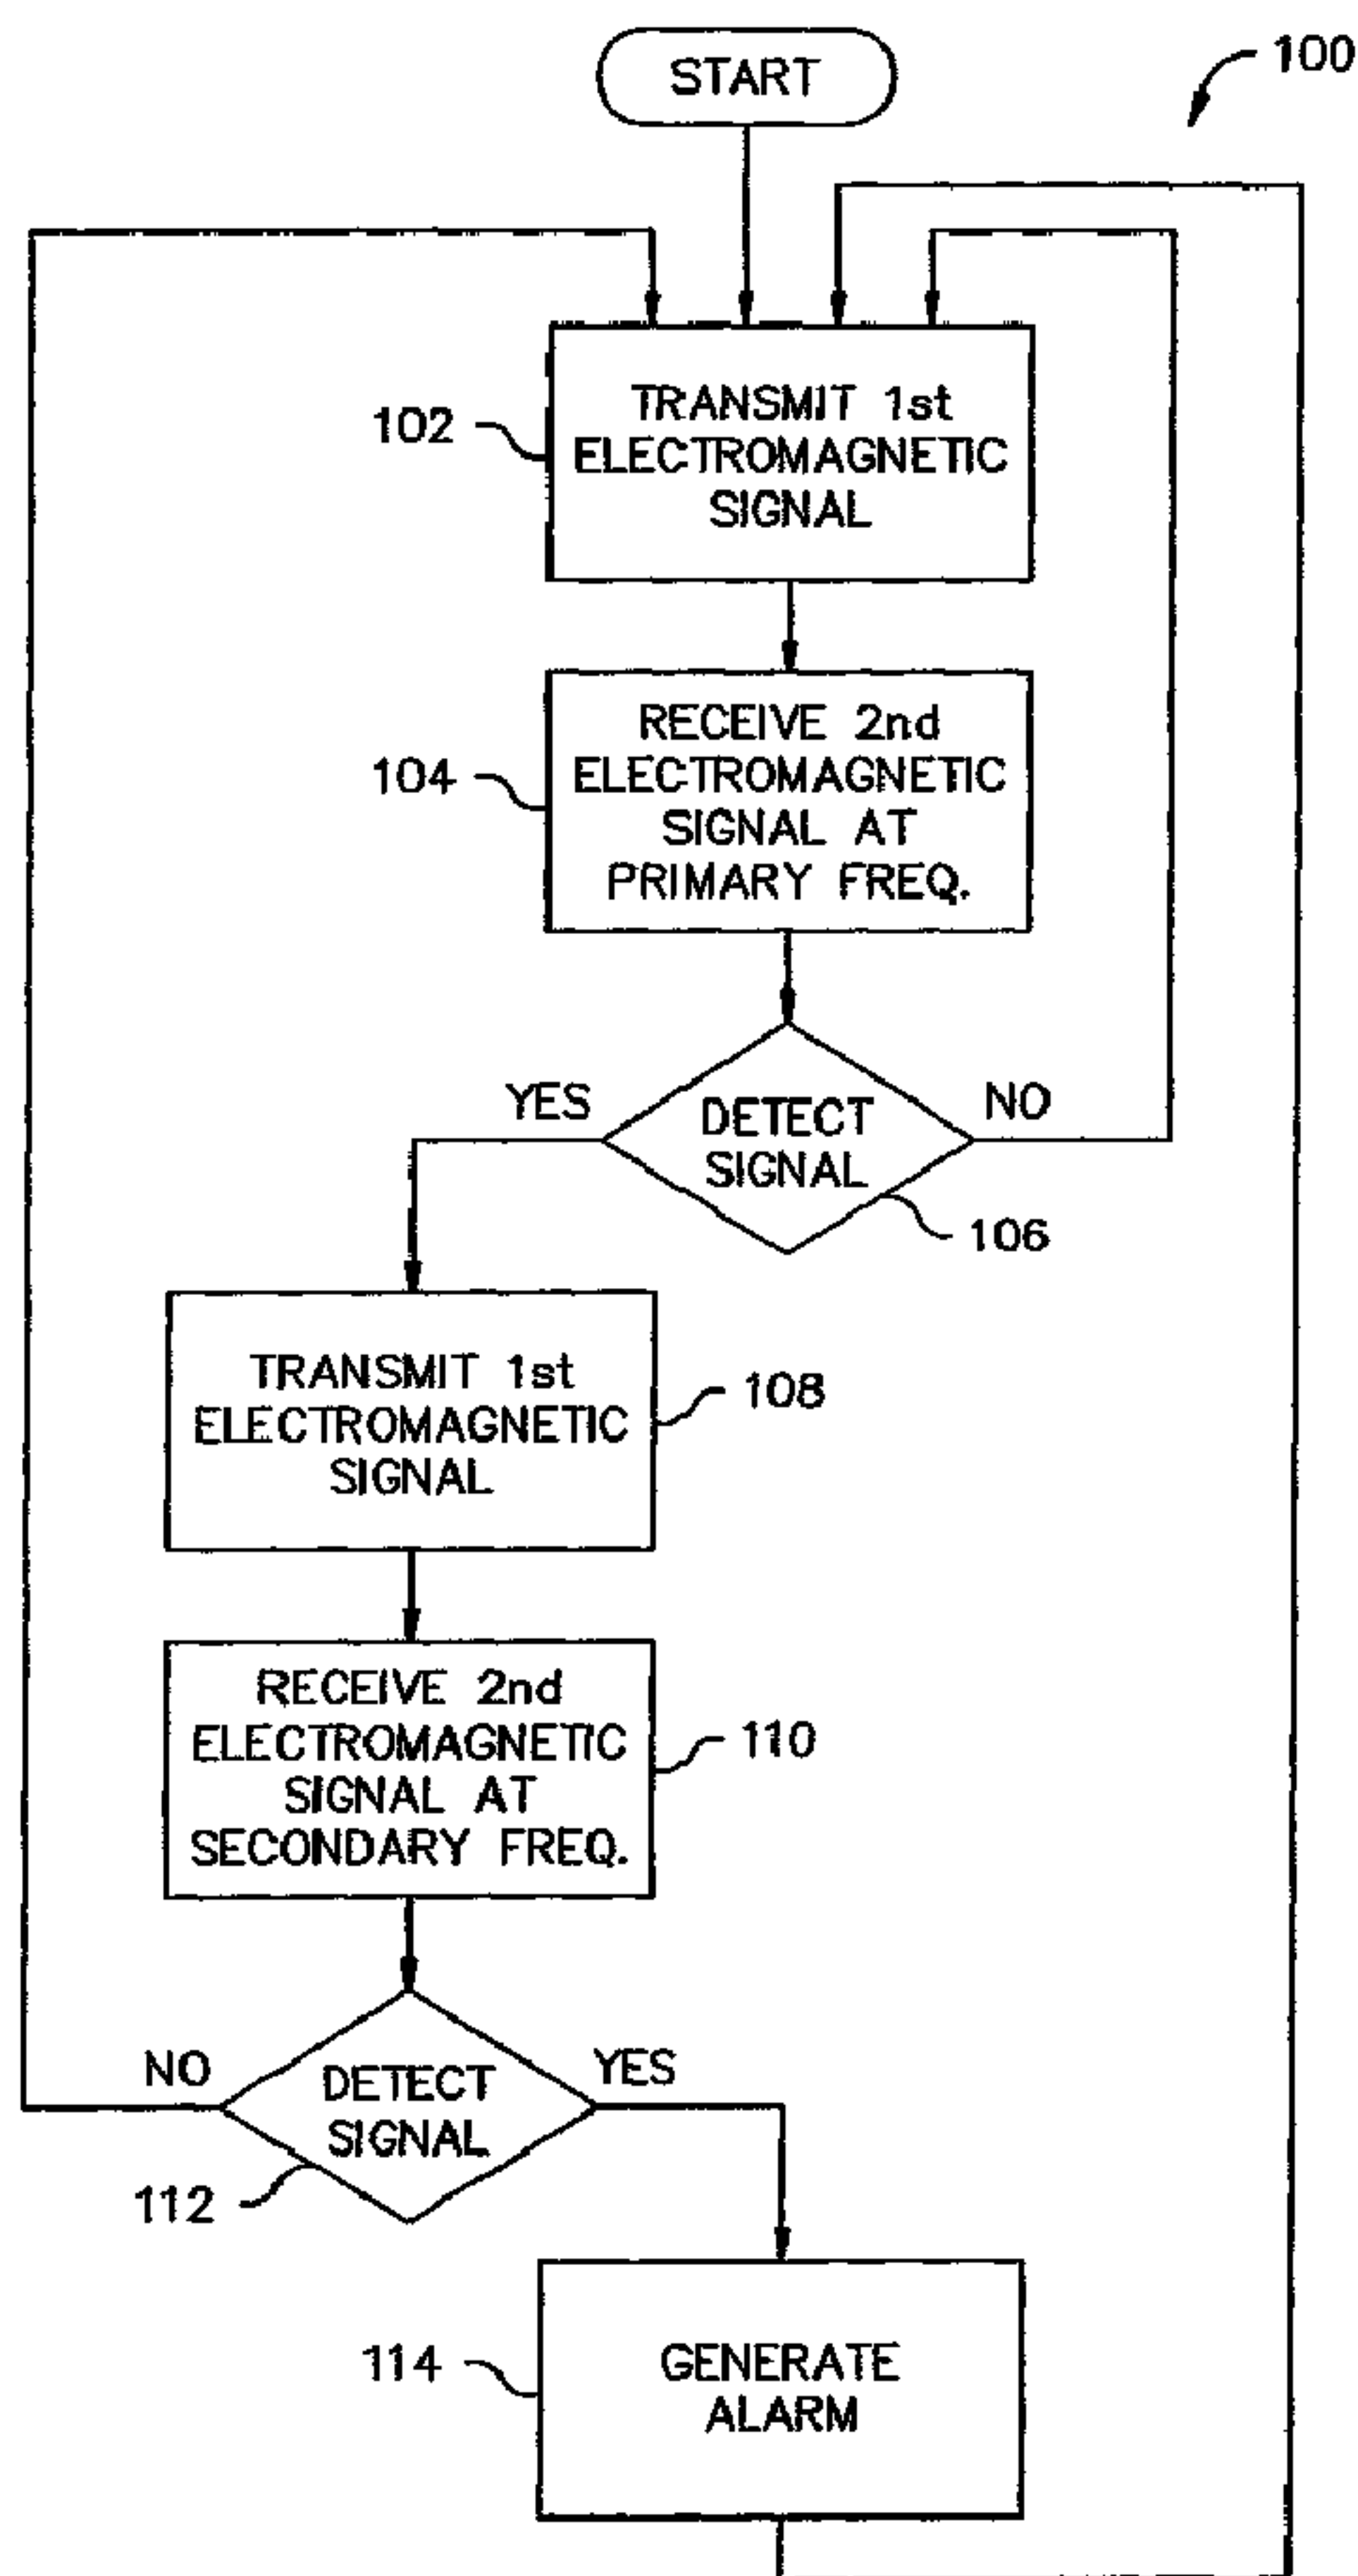 START
100
102
TRANSMIT 1st
ELECTROMAGNETIC
SIGNAL
104
RECEIVE 2nd
ELECTROMAGNETIC
SIGNAL AT
PRIMARY FREQ.
YES
DETECT
SIGNAL
NO
106
TRANSMIT 1st
ELECTROMAGNETIC
SIGNAL
108
RECEIVE 2nd
ELECTROMAGNETIC
SIGNAL AT
SECONDARY FREQ.
110
NO
DETECT
SIGNAL
YES
112
114
GENERATE
ALARM